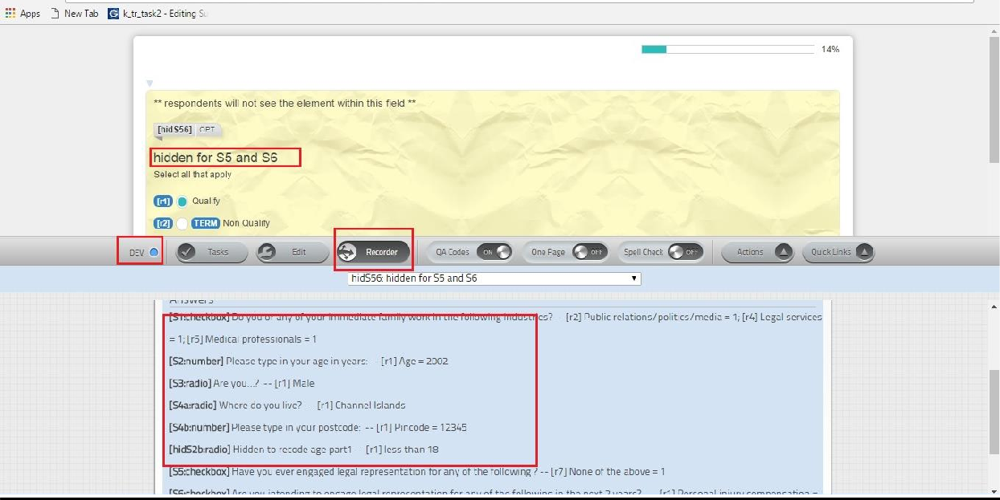 Apps New Tab k_tr_task2 - Editing Su
14%
** respondents will not see the element within this field **
[hidS56] OPT
hidden for S5 and S6
Select all that apply
[r1] Qualify
[r2] TERM Non Qualify
DEV Tasks Edit Recorder QA Codes ON One Page OFF Spell Check OFF Actions Quick Links
hidS56: hidden for S5 and S6
Answers
[S1:checkbox] Do you or any of your immediate family work in the following industries? -- [r2] Public relations/politics/media = 1; [r4] Legal services
= 1; [r5] Medical professionals = 1
[S2:number] Please type in your age in years: -- [r1] Age = 2002
[S3:radio] Are you...? -- [r1] Male
[S4a:radio] Where do you live? -- [r1] Channel Islands
[S4b:number] Please type in your postcode: -- [r1] Pincode = 12345
[hidS2b:radio] Hidden to recode age part1 -- [r1] less than 18
[S5:checkbox] Have you ever engaged legal representation for any of the following ? -- [r7] None of the above = 1
[S6:checkbox] Are you intending to engage legal representation for any of the following in the next 2 years? -- [r1] Personal injury compensation =